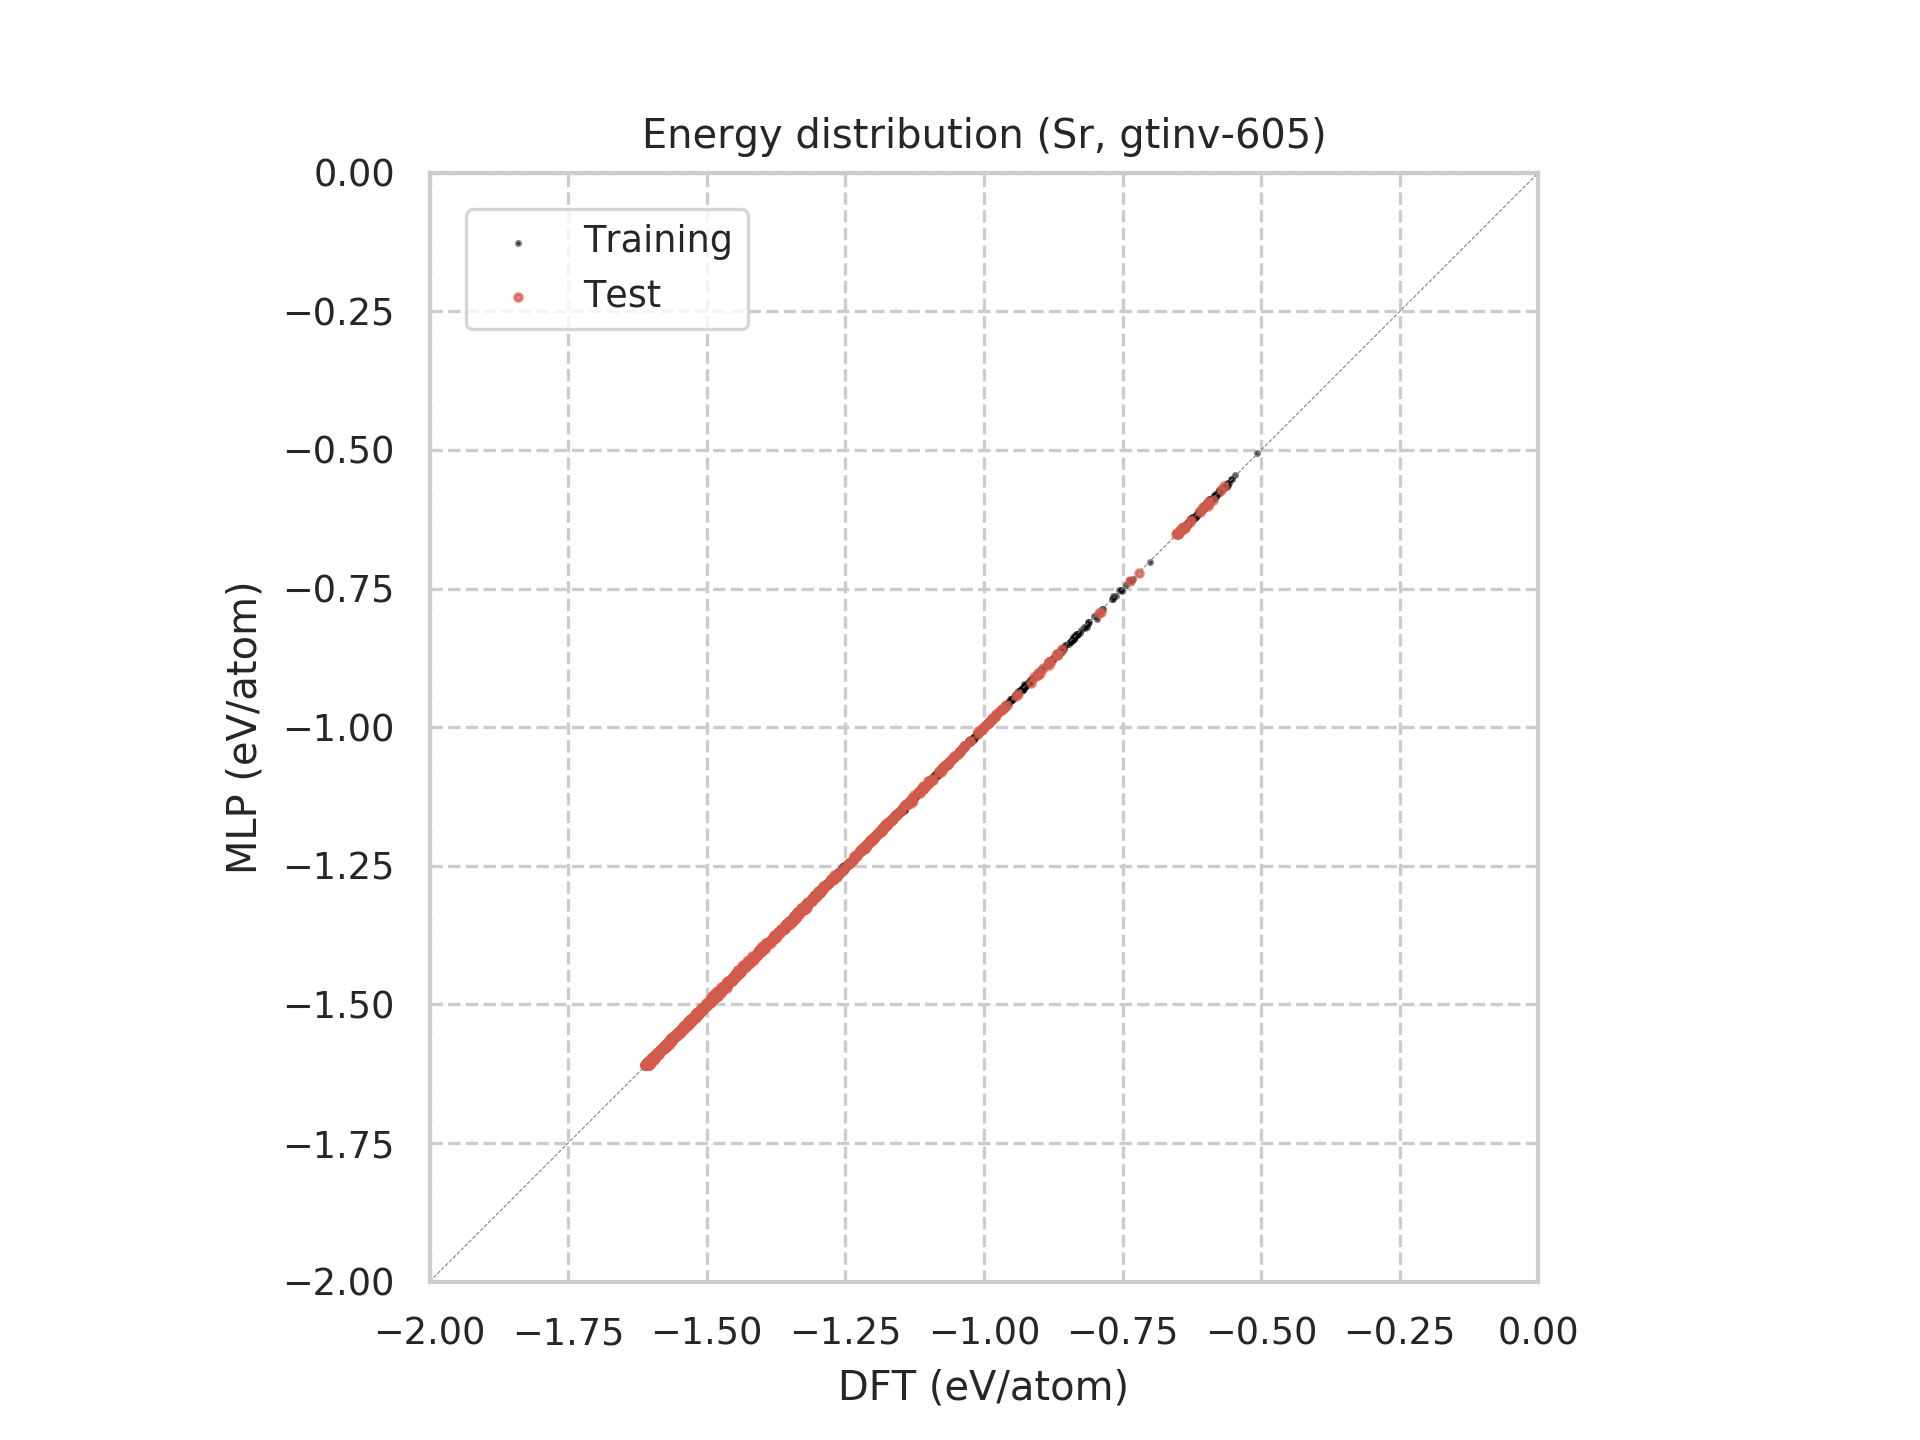 Energy distribution (Sr, gtinv-605)
0.00
−0.25
−0.50
−0.75
−1.00
−1.25
−1.50
−1.75
−2.00
MLP (eV/atom)
Training
Test
−2.00 −1.75 −1.50 −1.25 −1.00 −0.75 −0.50 −0.25 0.00
DFT (eV/atom)